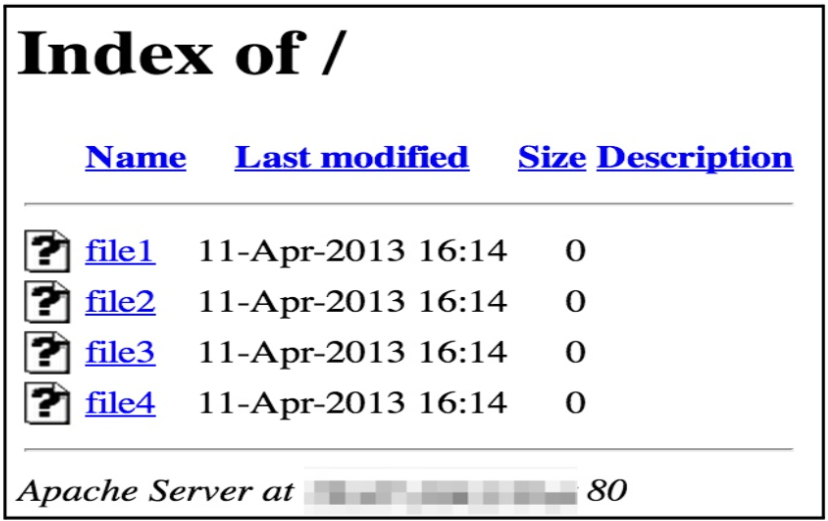 Index of /
Name Last modified Size Description
file1 11-Apr-2013 16:14 0
file2 11-Apr-2013 16:14 0
file3 11-Apr-2013 16:14 0
file4 11-Apr-2013 16:14 0
Apache Server at 80